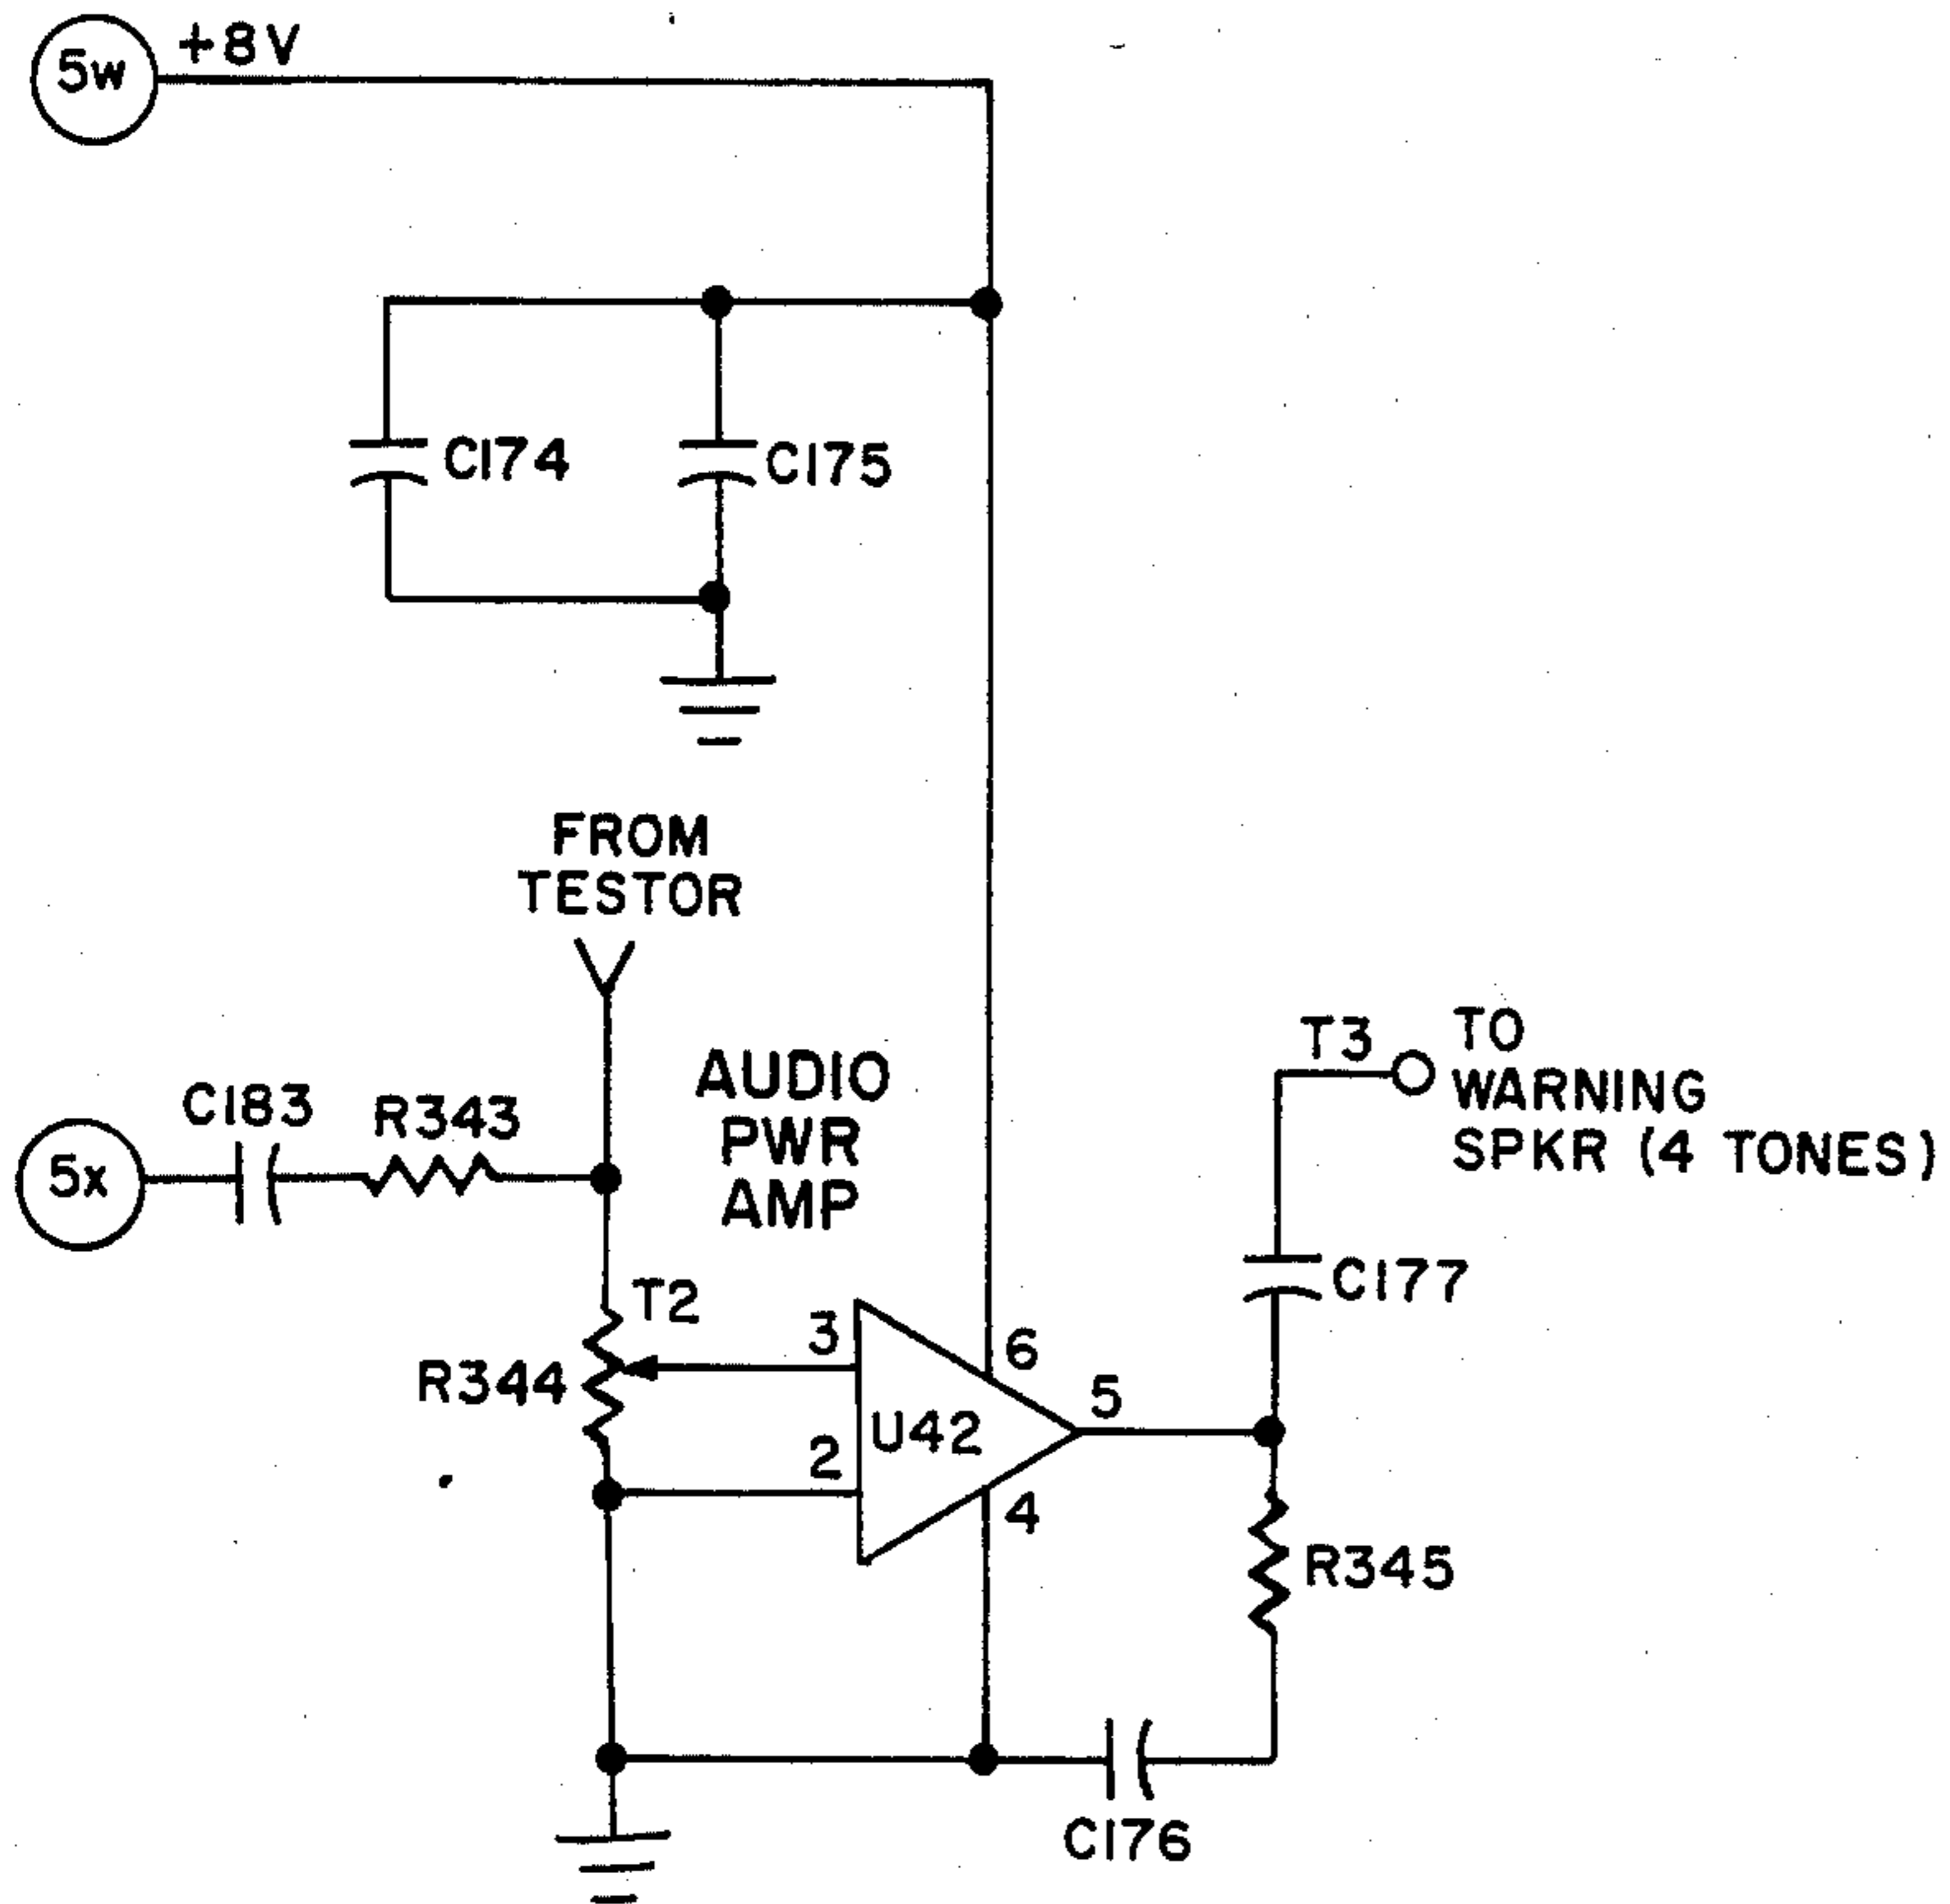 5w +8V
C174
C175
FROM
TESTOR
AUDIO
PWR
AMP
T3
TO
WARNING
SPKR (4 TONES)
C183
R343
5x
T2
R344
3
2
U42
6
5
4
C177
R345
C176